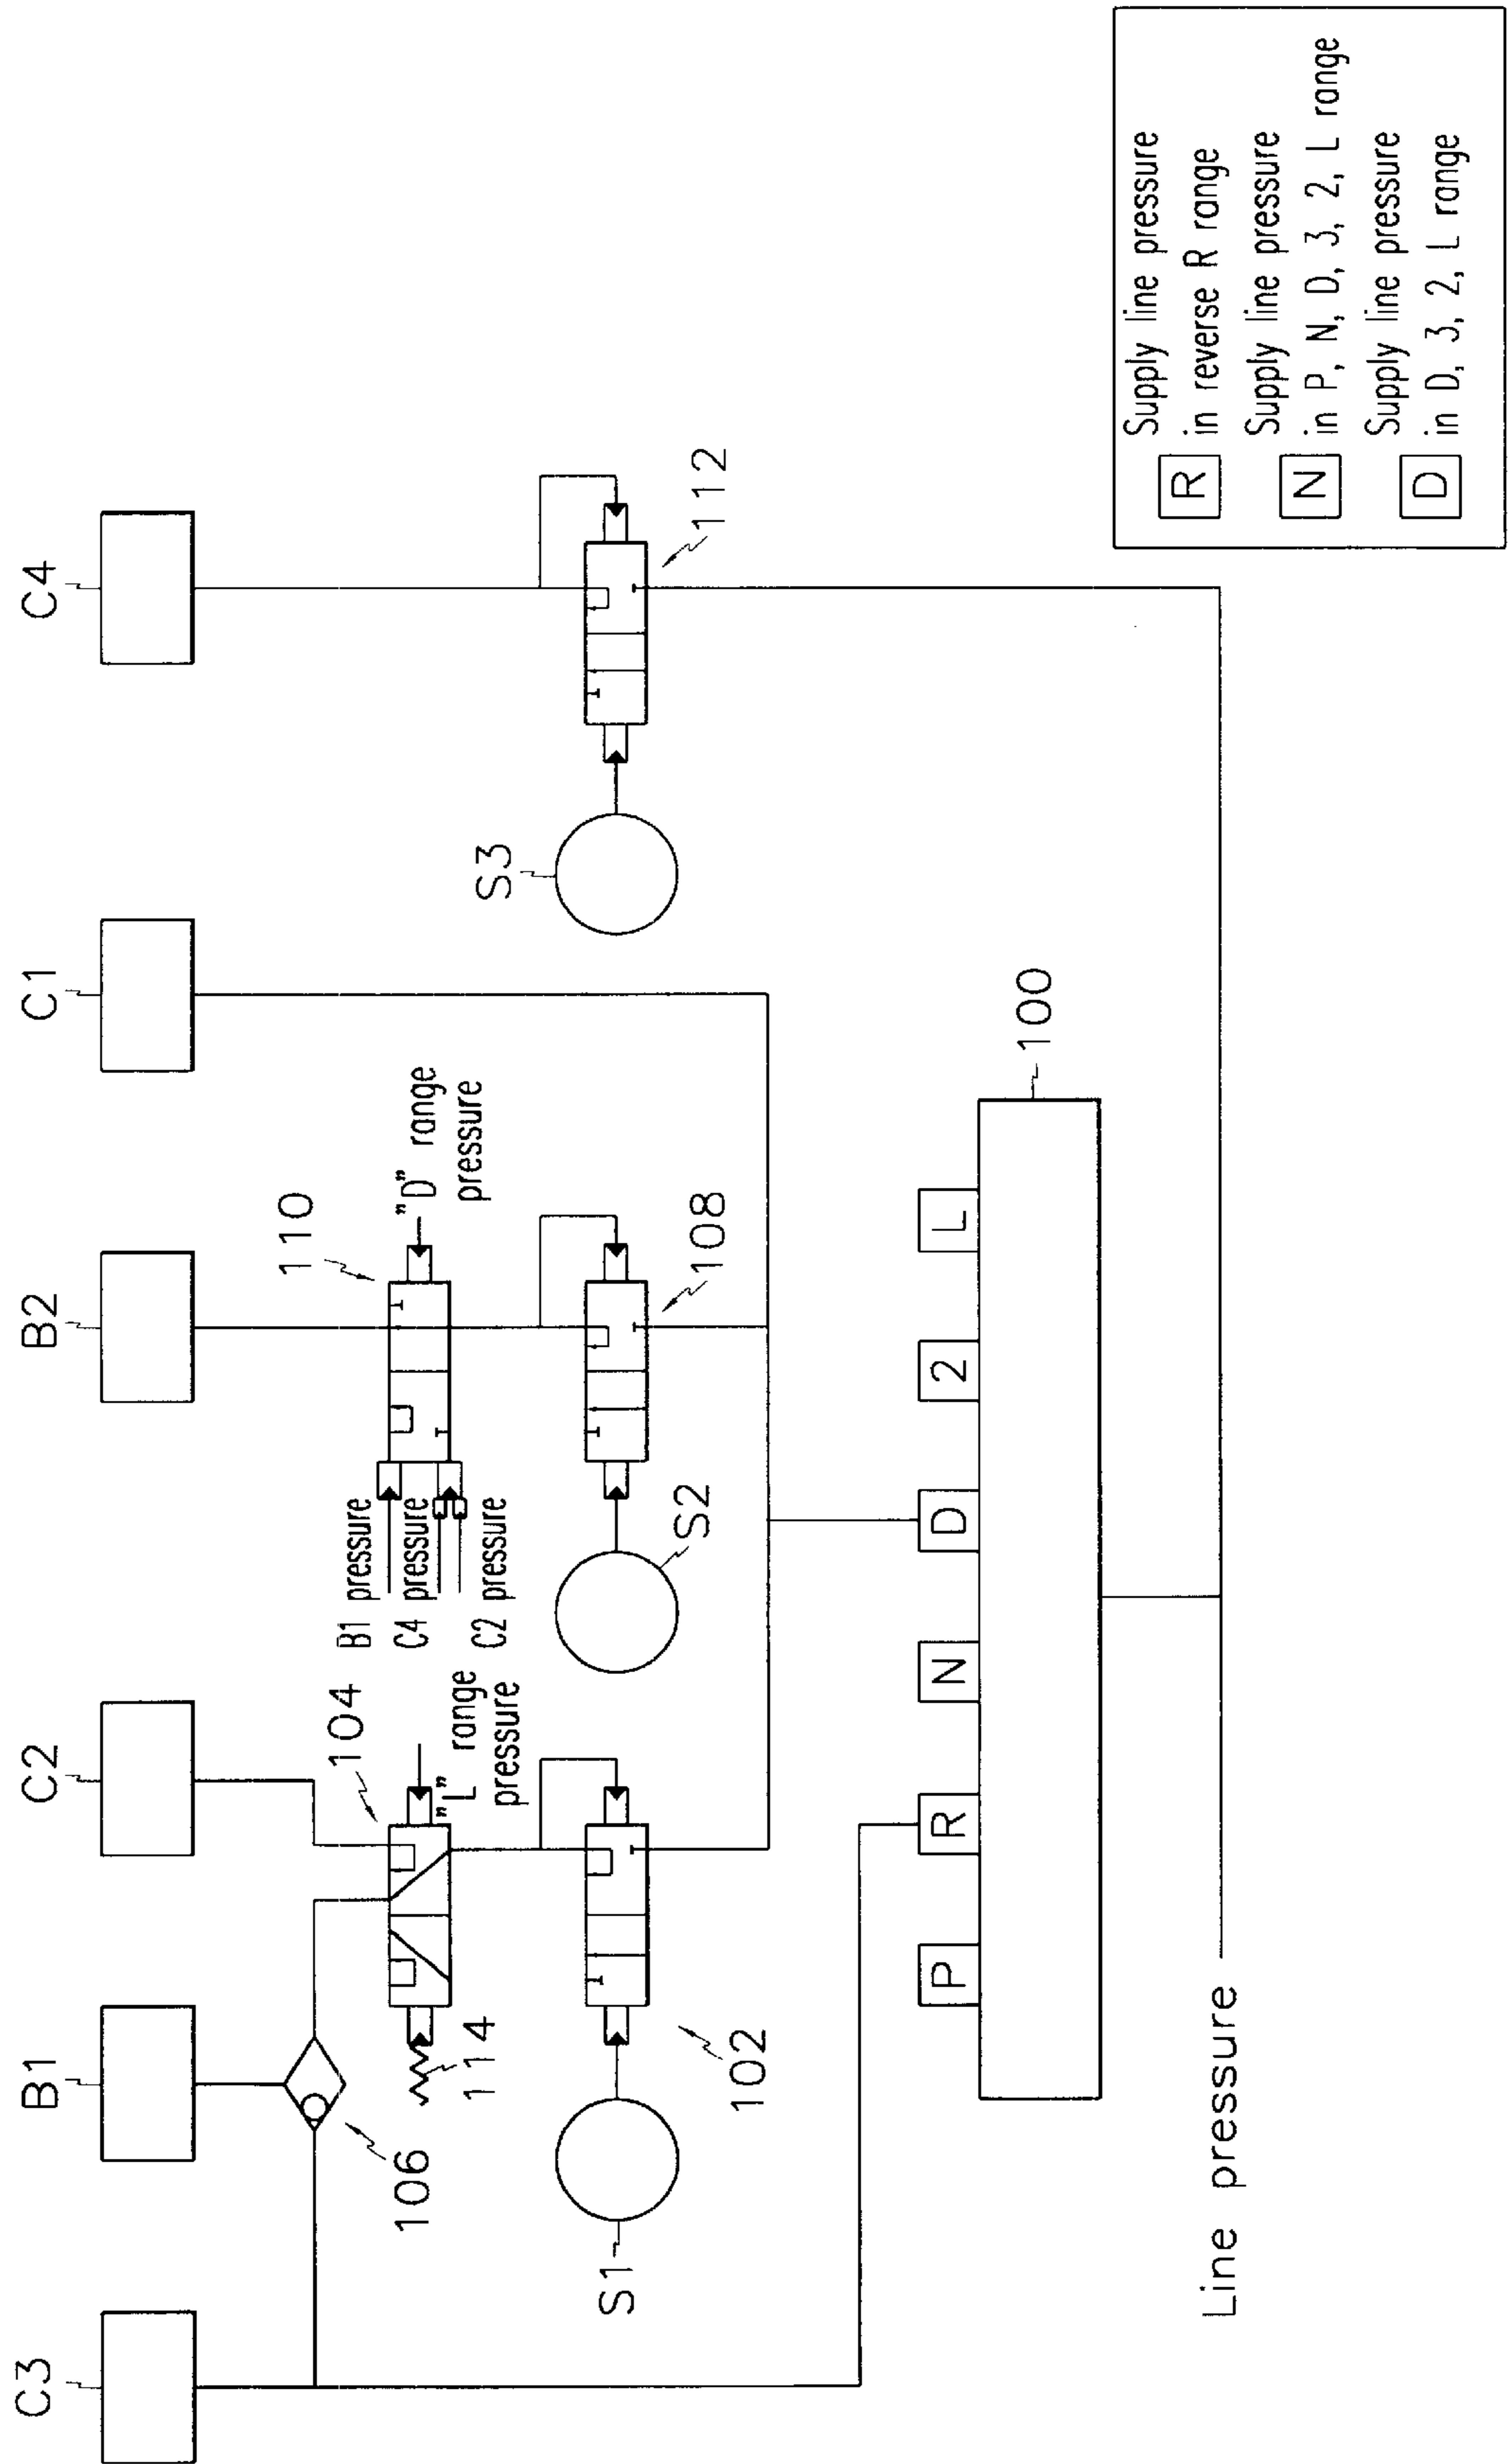 C3
B1
C2
B2
C1
C4
106
104
"L" range
pressure
114
B1 pressure
C4 pressure
C2 pressure
110
"D" range
pressure
S1
102
S2
108
S3
112
P
R
N
D
2
L
100
Line pressure
R Supply line pressure
in reverse R range
N Supply line pressure
in P, N, D, 3, 2, L range
D Supply line pressure
in D, 3, 2, L range